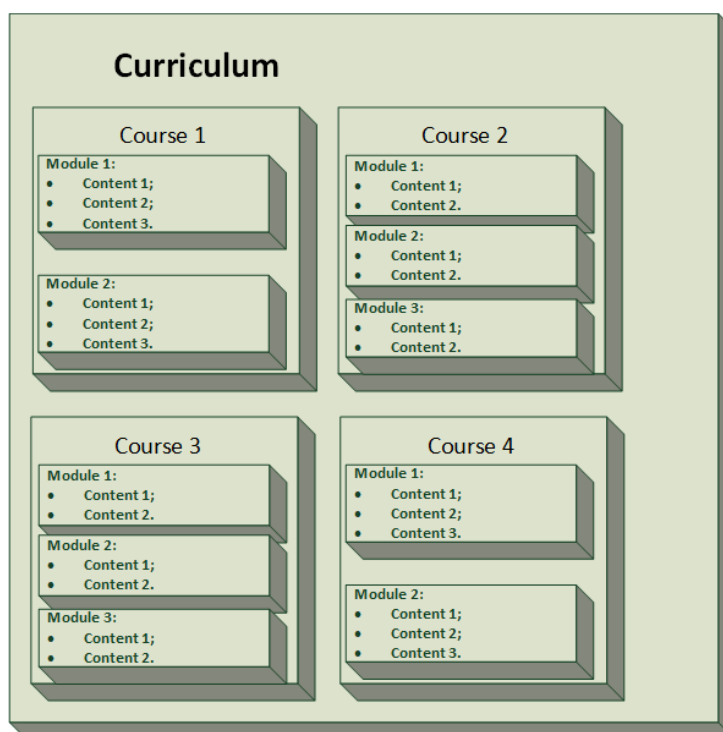 Curriculum
Course 1
Module 1:
• Content 1;
• Content 2;
• Content 3.
Module 2:
• Content 1;
• Content 2;
• Content 3.
Course 2
Module 1:
• Content 1;
• Content 2.
Module 2:
• Content 1;
• Content 2.
Module 3:
• Content 1;
• Content 2.
Course 3
Module 1:
• Content 1;
• Content 2.
Module 2:
• Content 1;
• Content 2.
Module 3:
• Content 1;
• Content 2.
Course 4
Module 1:
• Content 1;
• Content 2;
• Content 3.
Module 2:
• Content 1;
• Content 2;
• Content 3.